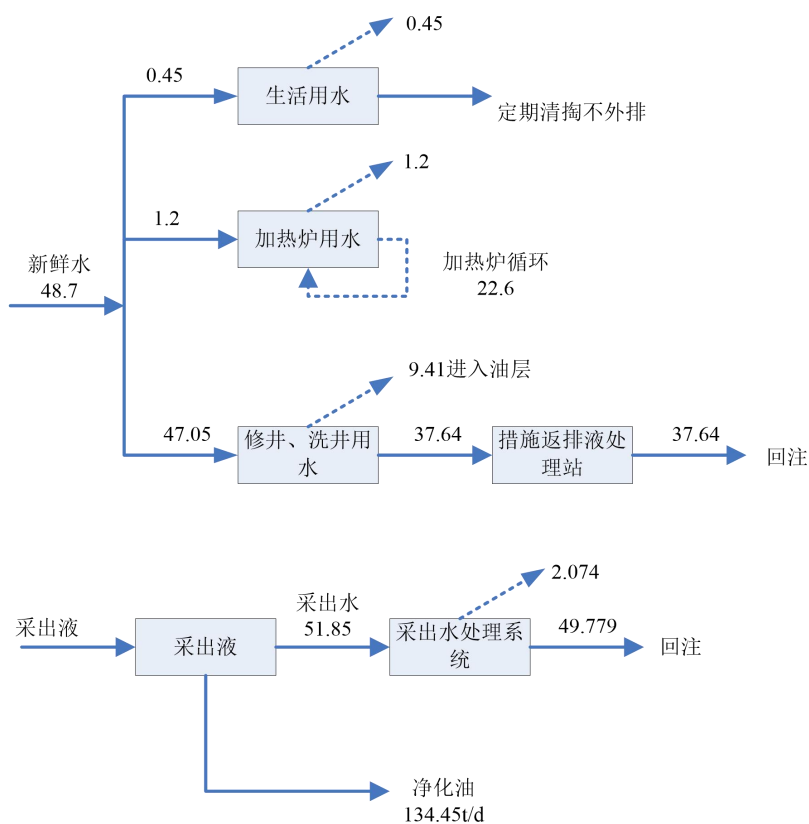 0.45
0.45
生活用水
定期清掏不外排
1.2
1.2
加热炉用水
新鲜水
48.7
加热炉循环
22.6
9.41进入油层
47.05
修井、洗井用
水
37.64
措施返排液处
理站
37.64
回注
采出液
采出液
采出水
51.85
2.074
采出水处理系
统
49.779
回注
净化油
134.45t/d